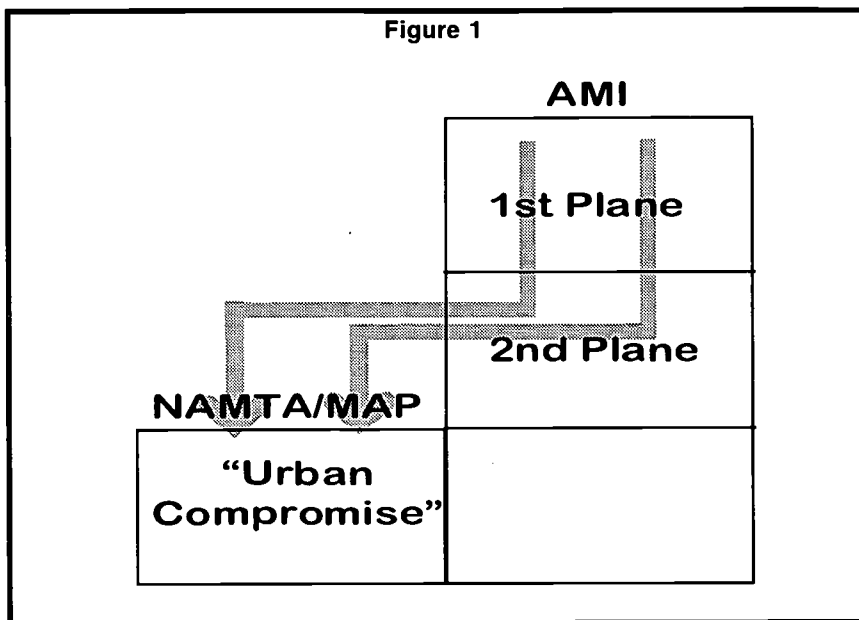 Figure 1
AMI
1st Plane
2nd Plane
NAMTA/MAP
“Urban
Compromise”